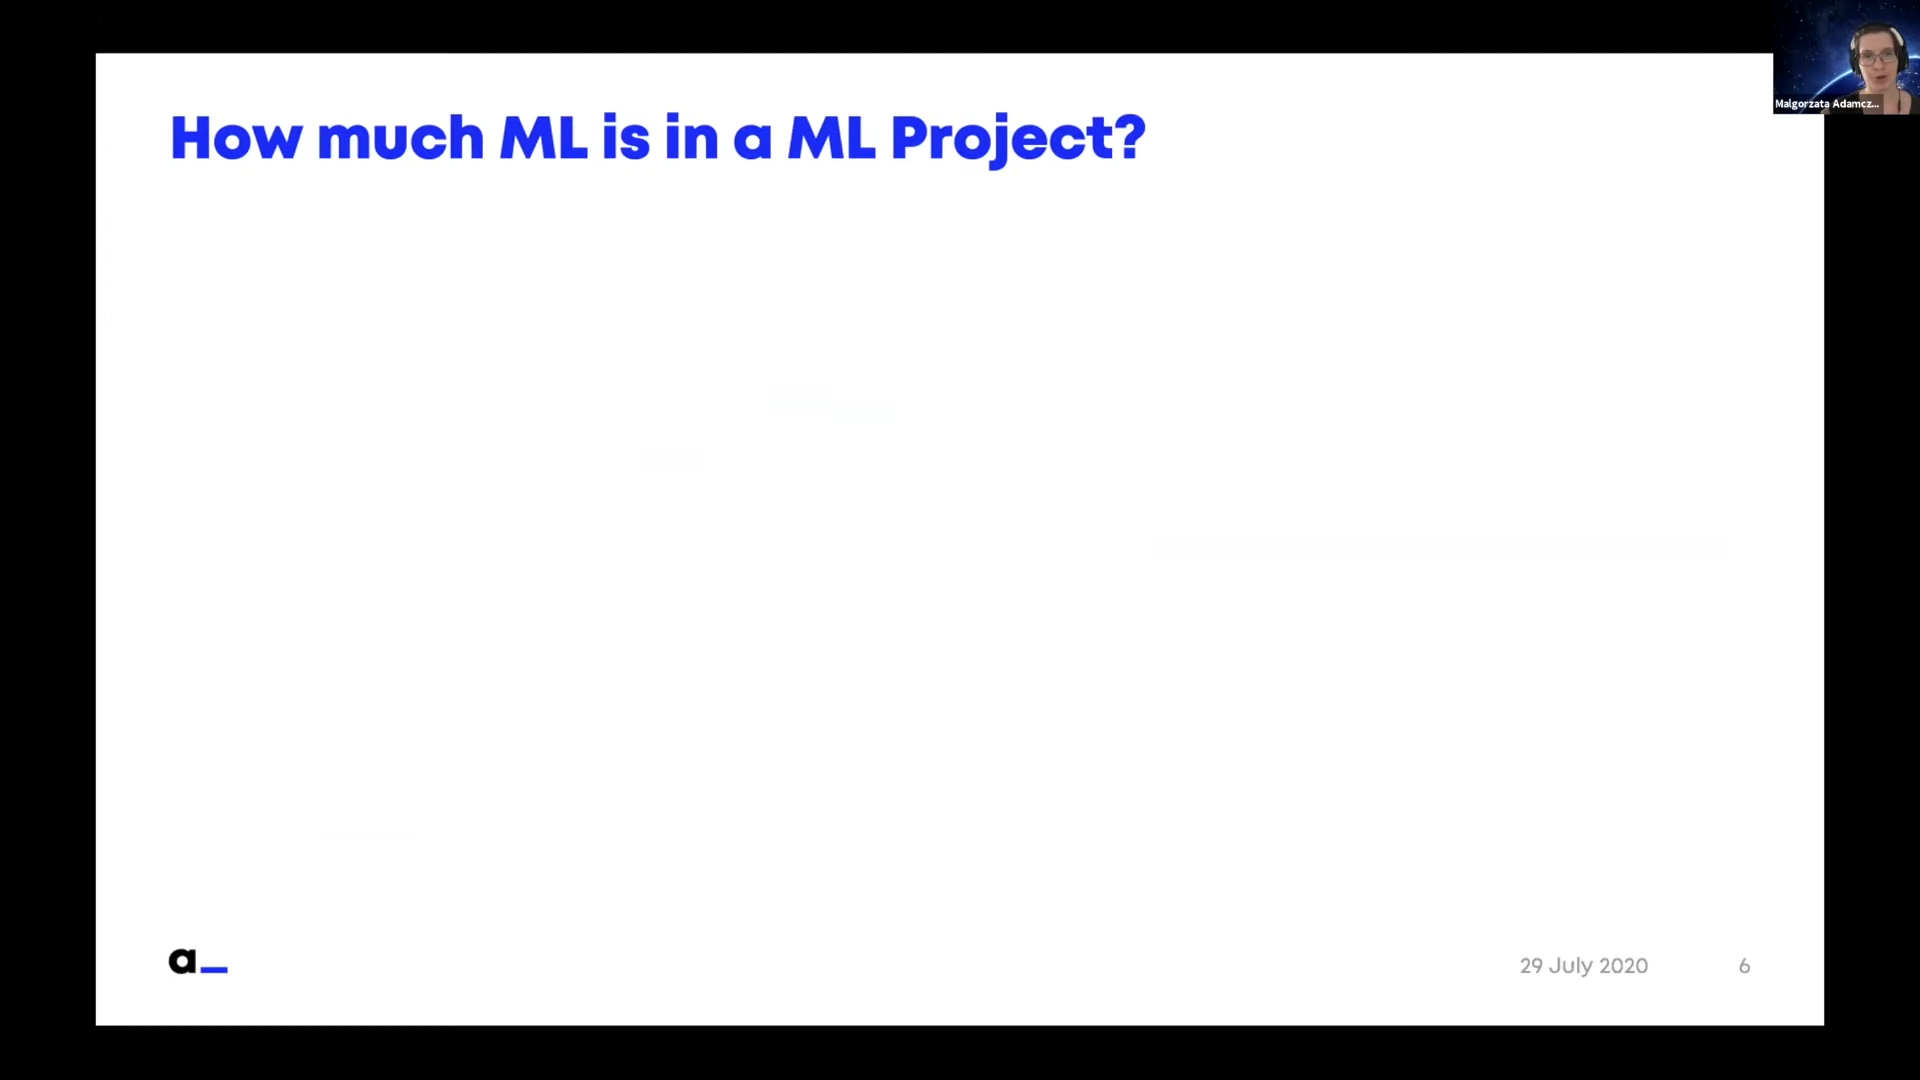 Malgorzata Adamcz...
How much ML is in a ML Project?
a_
29 July 2020
6